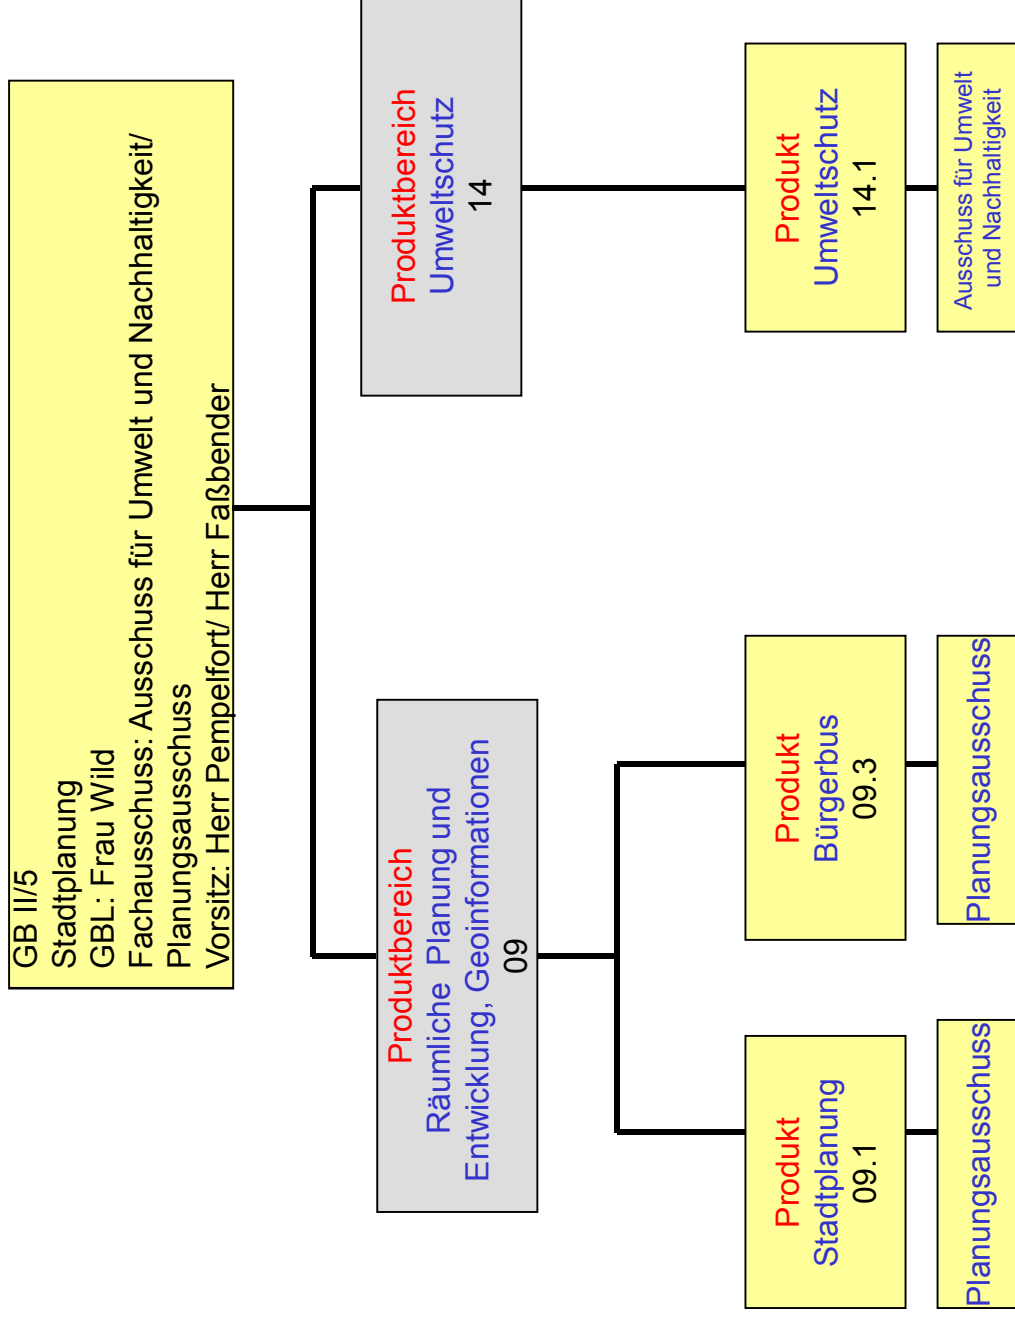 GB II/5
Stadtplanung
GBL: Frau Wild
Fachausschuss: Ausschuss für Umwelt und Nachhaltigkeit/
Planungsausschuss
Vorsitz: Herr Pempelfort/ Herr Faßbender
Produktbereich
Räumliche Planung und
Entwicklung, Geoinformationen
09
Produktbereich
Umweltschutz
14
Produkt
Stadtplanung
09.1
Produkt
Bürgerbus
09.3
Produkt
Umweltschutz
14.1
Planungsausschuss
Planungsausschuss
Ausschuss für Umwelt
und Nachhaltigkeit